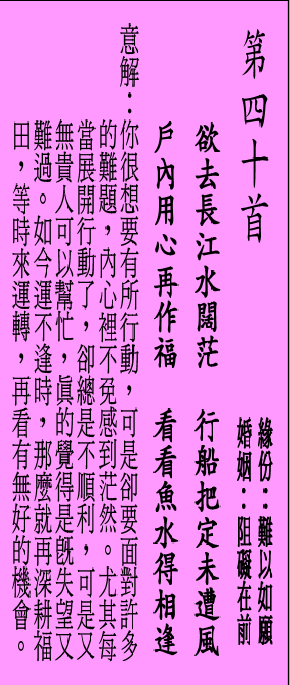 第四十首
緣份：難以如願
婚姻：阻礙在前
欲去長江水闊茫　行船把定未遭風
戶內用心再作福　看看魚水得相逢
意解：你很想要有所行動，可是卻要面對許多
的難題，內心裡不免感到茫然。尤其每
當展開行動了，卻總是不順利，可是又
無貴人可以幫忙，真的覺得是既失望又
難過。如今運不逢時，那麼就再深耕福
田，等時來運轉，再看有無好的機會。